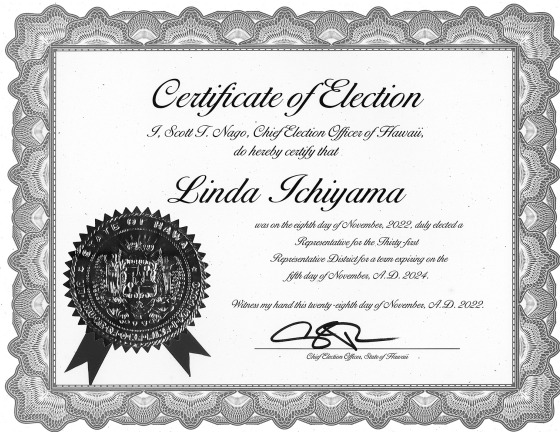 Certificate of Election
I, Scott T. Nago, Chief Election Officer of Hawaii,
do hereby certify that
Linda Ichiyama
was on the eighth day of November, 2022, duly elected a
Representative for the Thirty-first
Representative District for a term expiring on the
fifth day of November, A.D. 2024.
Witness my hand this twenty-eighth day of November, A.D. 2022.
Chief Election Officer, State of Hawaii
STATE OF HAWAII